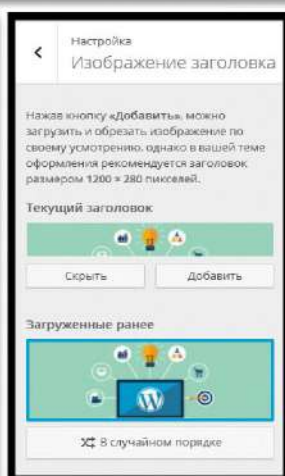 Настройка
Изображение заголовка
Нажав кнопку «Добавить», можно
загрузить и обрезать изображение по
своему усмотрению, однако в вашей теме
оформления рекомендуется заголовок
размером 1200 × 280 пикселей.
Текущий заголовок
Скрыть
Добавить
Загруженные ранее
В случайном порядке